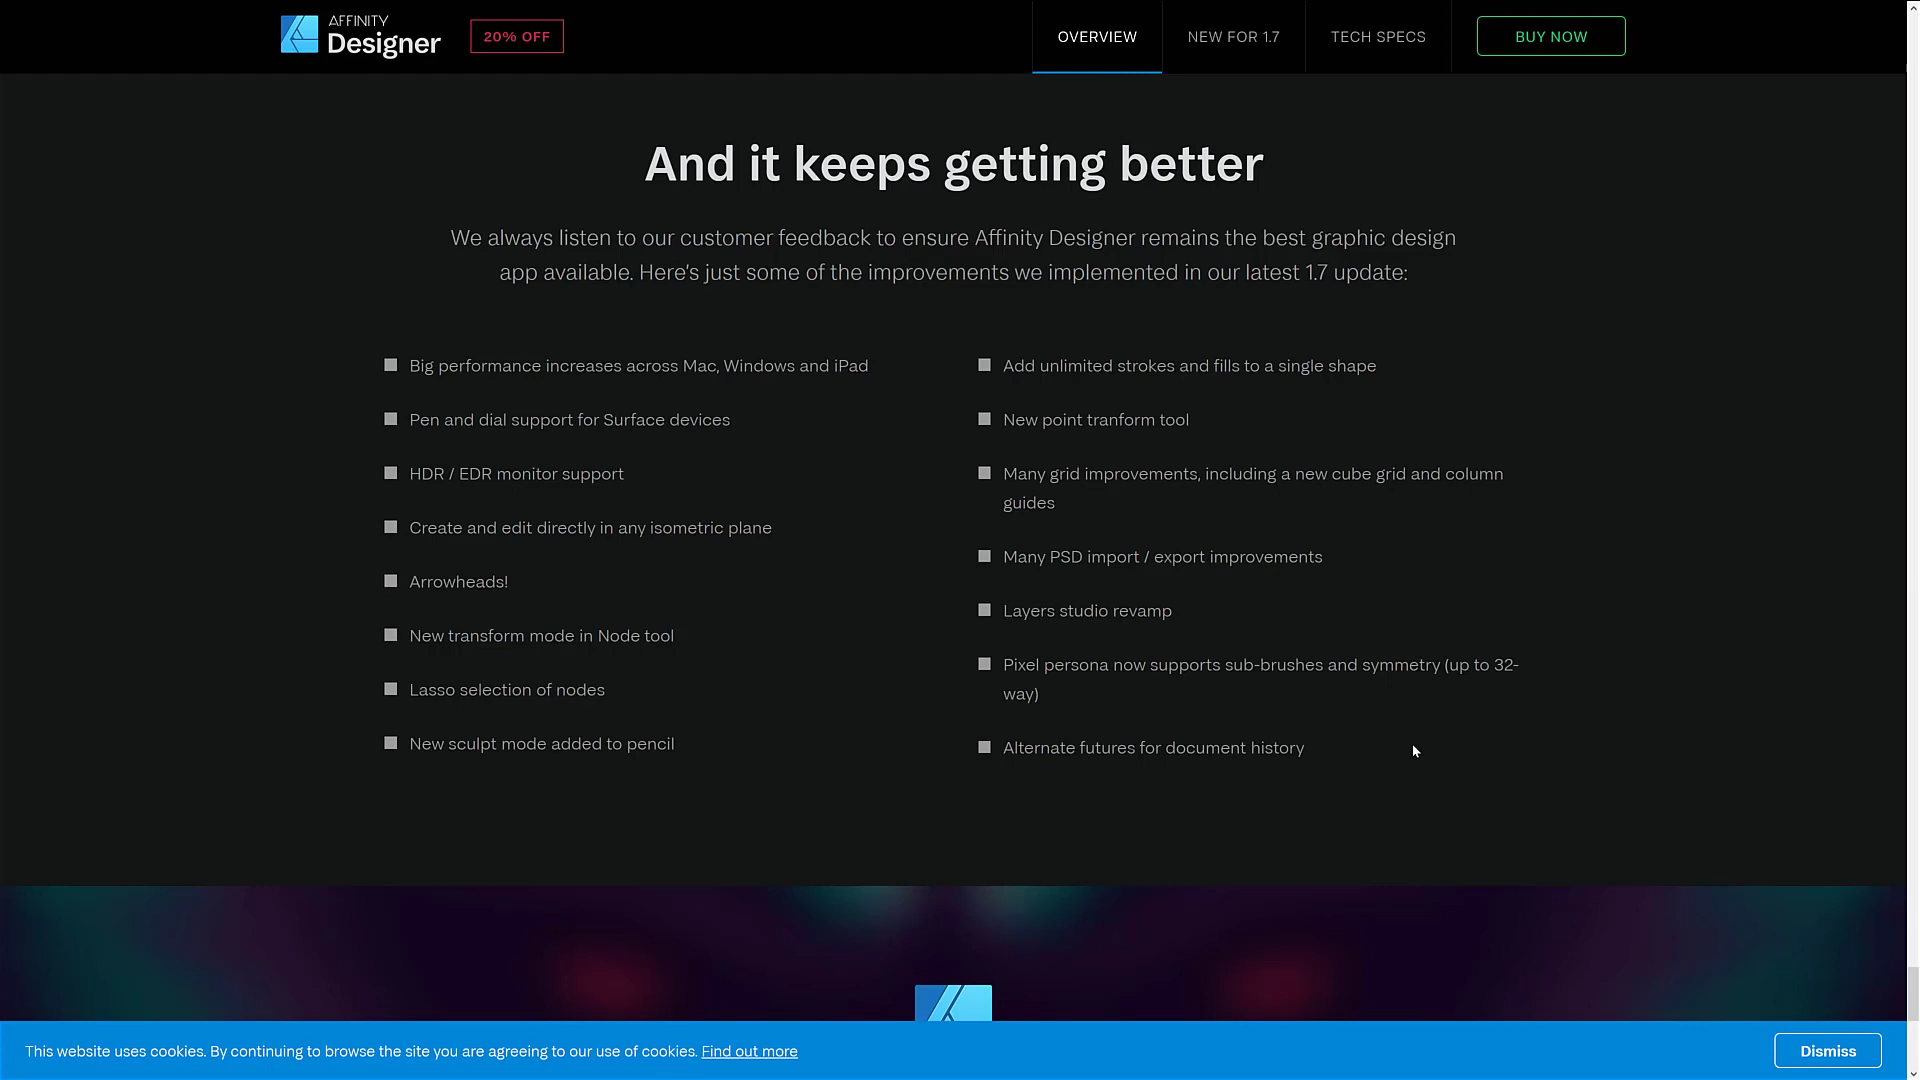 AFFINITY
Designer
20% OFF
OVERVIEW
NEW FOR 1.7
TECH SPECS
BUY NOW
And it keeps getting better
We always listen to our customer feedback to ensure Affinity Designer remains the best graphic design
app available. Here's just some of the improvements we implemented in our latest 1.7 update:
Big performance increases across Mac, Windows and iPad
Pen and dial support for Surface devices
HDR / EDR monitor support
Create and edit directly in any isometric plane
Arrowheads!
New transform mode in Node tool
Lasso selection of nodes
New sculpt mode added to pencil
Add unlimited strokes and fills to a single shape
New point tranform tool
Many grid improvements, including a new cube grid and column
guides
Many PSD import / export improvements
Layers studio revamp
Pixel persona now supports sub-brushes and symmetry (up to 32-
way)
Alternate futures for document history
This website uses cookies. By continuing to browse the site you are agreeing to our use of cookies. Find out more
Dismiss